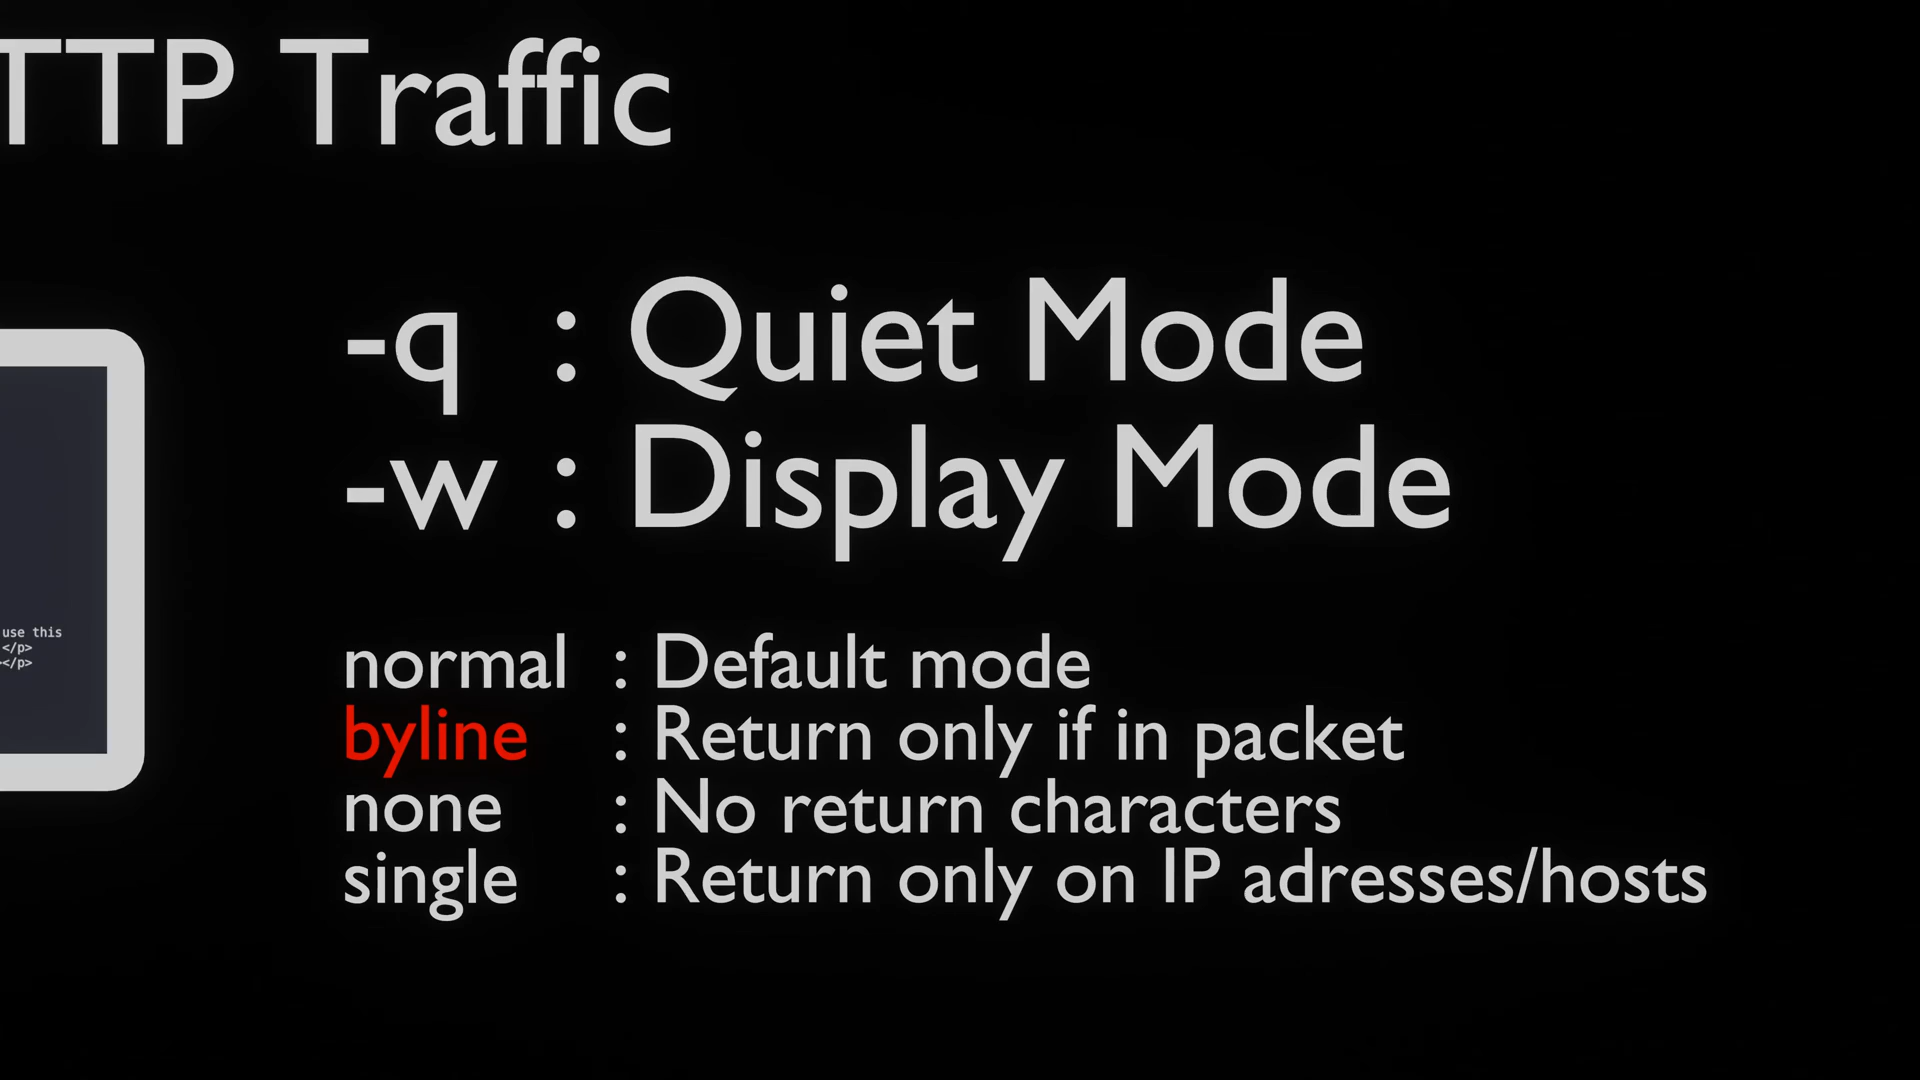 TTP Traffic
-q : Quiet Mode
-w : Display Mode
normal : Default mode
byline : Return only if in packet
none : No return characters
single : Return only on IP adresses/hosts
use this
</p>
></p>